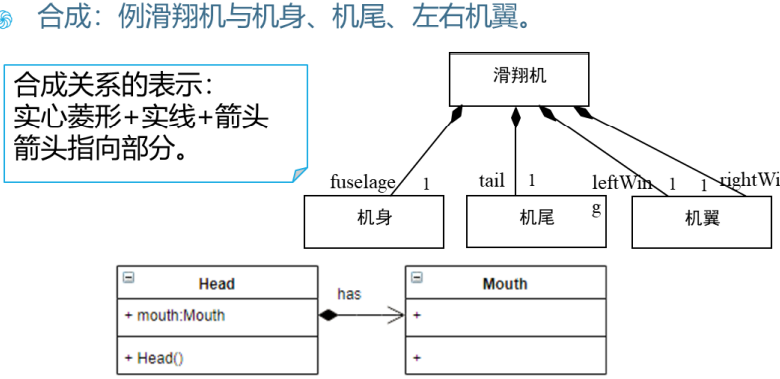 合成：例滑翔机与机身、机尾、左右机翼。
合成关系的表示：
实心菱形+实线+箭头
箭头指向部分。
滑翔机
fuselage 1
tail 1
leftWin
g
1
1 rightWi
机身
机尾
机翼
Head
has
Mouth
+ mouth:Mouth
+
+ Head()
+